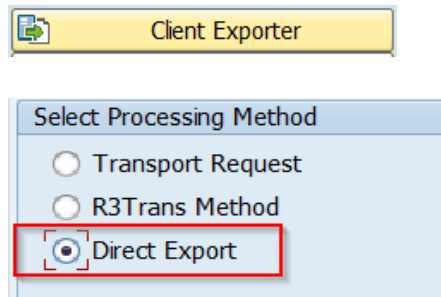 Client Exporter
Select Processing Method
Transport Request
R3Trans Method
Direct Export